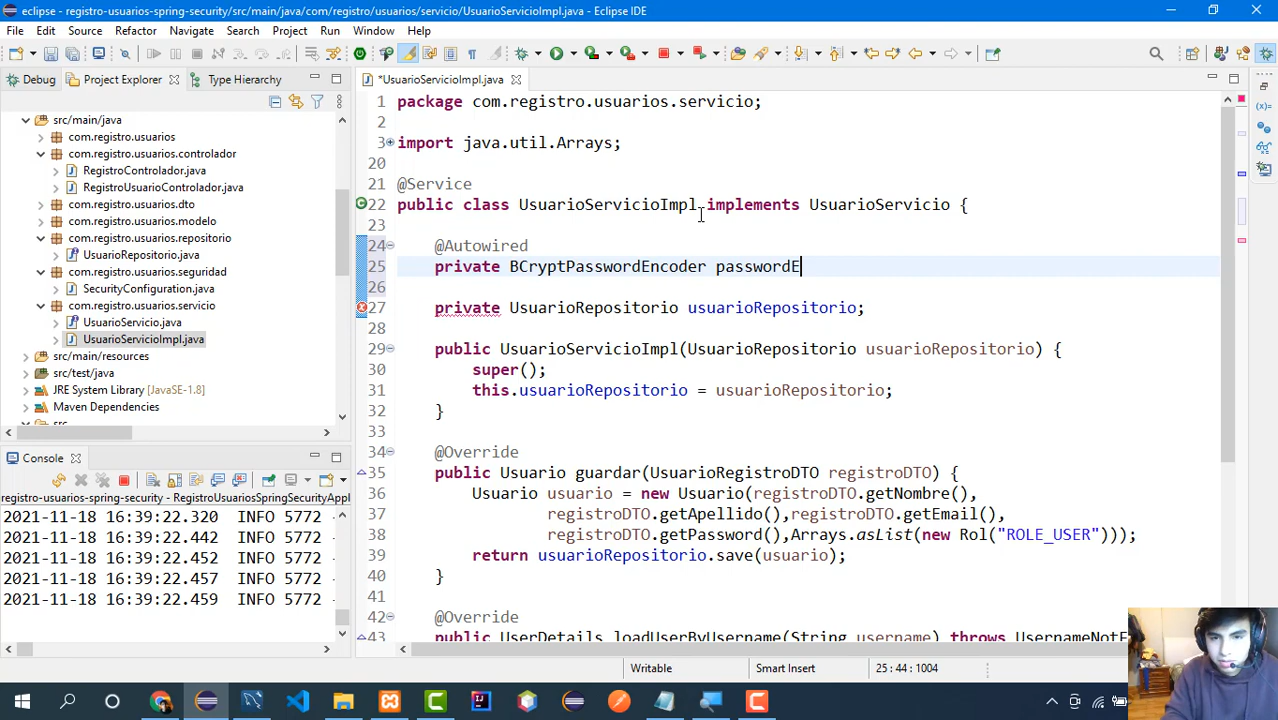 eclipse - registro-usuarios-spring-security/src/main/java/com/registro/usuarios/servicio/UsuarioServicioImpl.java - Eclipse IDE
File Edit Source Refactor Navigate Search Project Run Window Help
Debug Project Explorer Type Hierarchy
src/main/java
com.registro.usuarios
com.registro.usuarios.controlador
RegistroControlador.java
RegistroUsuarioControlador.java
com.registro.usuarios.dto
com.registro.usuarios.modelo
com.registro.usuarios.repositorio
UsuarioRepositorio.java
com.registro.usuarios.seguridad
SecurityConfiguration.java
com.registro.usuarios.servicio
UsuarioServicio.java
UsuarioServicioImpl.java
src/main/resources
src/test/java
JRE System Library [JavaSE-1.8]
Maven Dependencies
src
Console
registro-usuarios-spring-security - RegistroUsuariosSpringSecurityAppl
2021-11-18 16:39:22.320 INFO 5772 -
2021-11-18 16:39:22.442 INFO 5772 -
2021-11-18 16:39:22.452 INFO 5772 -
2021-11-18 16:39:22.457 INFO 5772 -
2021-11-18 16:39:22.459 INFO 5772 -
*UsuarioServicioImpl.java
1 package com.registro.usuarios.servicio;
2
3 import java.util.Arrays;
20
21 @Service
22 public class UsuarioServicioImpl implements UsuarioServicio {
23
24 @Autowired
25 private BCryptPasswordEncoder passwordE
26
27 private UsuarioRepositorio usuarioRepositorio;
28
29 public UsuarioServicioImpl(UsuarioRepositorio usuarioRepositorio) {
30 super();
31 this.usuarioRepositorio = usuarioRepositorio;
32 }
33
34 @Override
35 public Usuario guardar(UsuarioRegistroDTO registroDTO) {
36 Usuario usuario = new Usuario(registroDTO.getNombre(),
37 registroDTO.getApellido(),registroDTO.getEmail(),
38 registroDTO.getPassword(),Arrays.asList(new Rol("ROLE_USER")));
39 return usuarioRepositorio.save(usuario);
40 }
41
42 @Override
43 public UserDetails loadUserByUsername(String username) throws UsernameNotF
Writable Smart Insert 25 : 44 : 1004